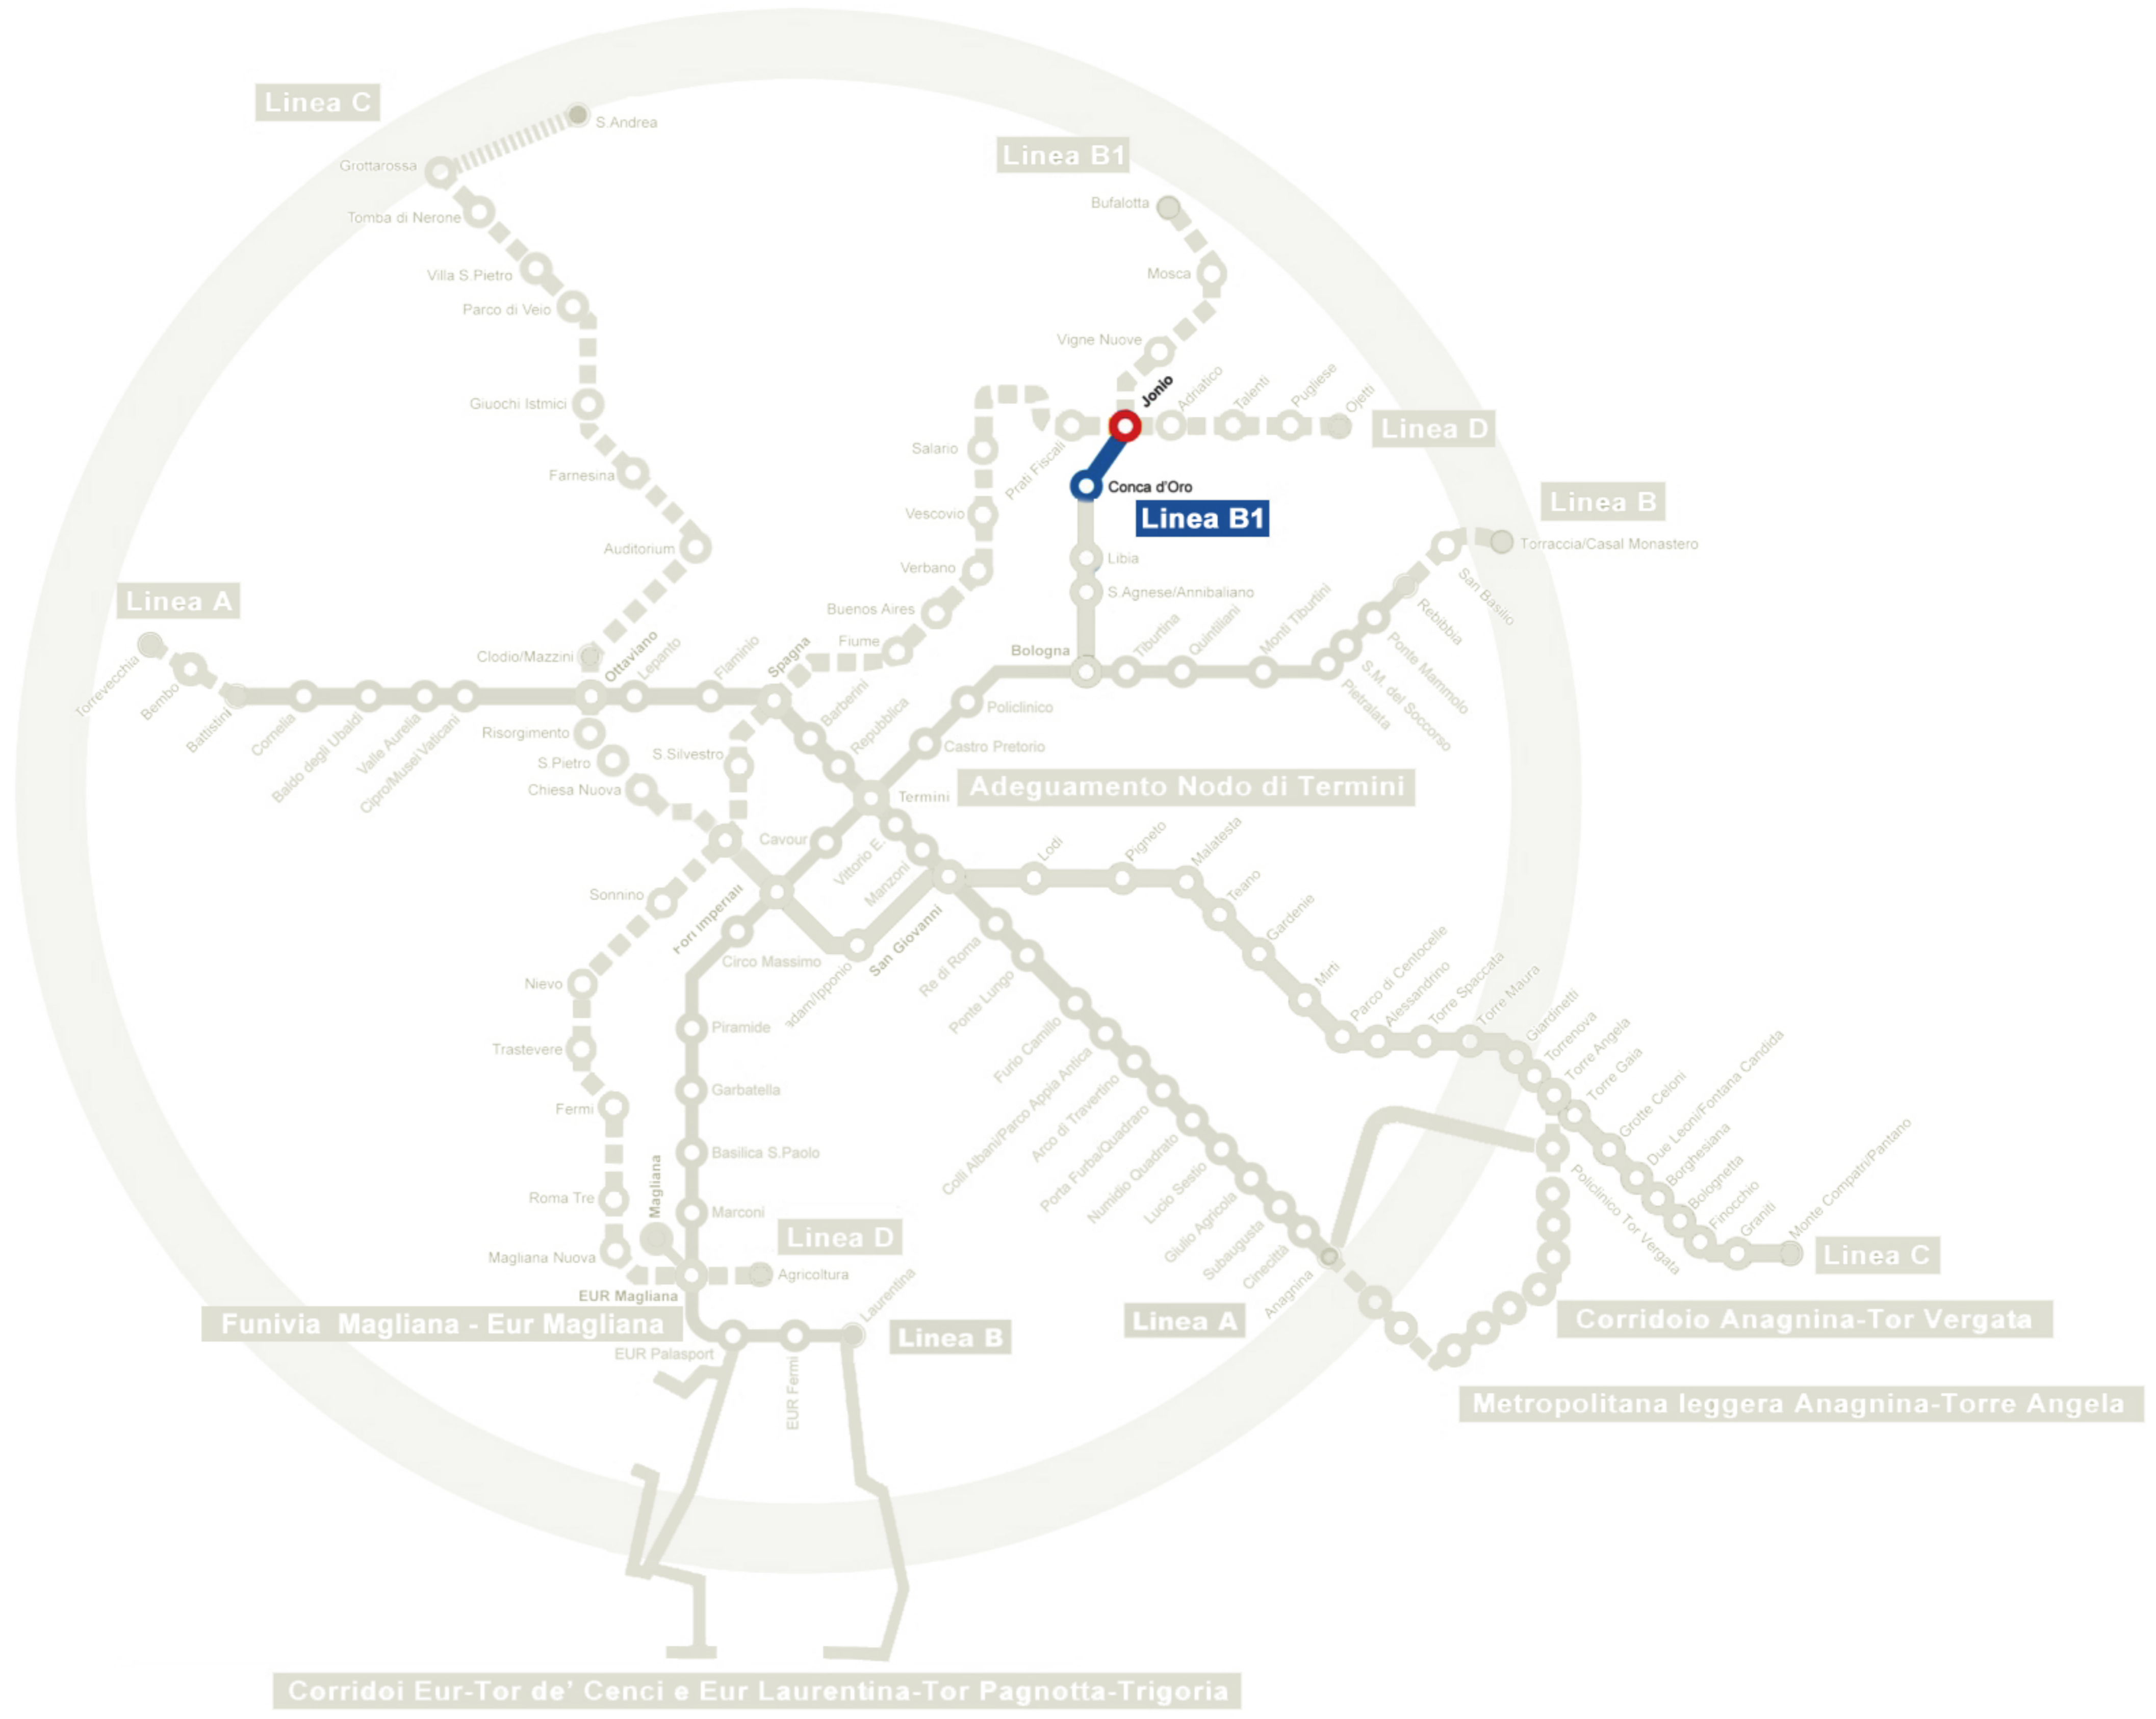 Linea C
S.Andrea
Grottarossa
Tomba di Nerone
Villa S.Pietro
Parco di Veio
Giuochi Istmici
Farnesina
Auditorium
Clodio/Mazzini
Linea B1
Bufalotta
Mosca
Vigne Nuove
Jonio
Adriatico
Talenti
Pugliese
Ojetti
Linea D
Salario
Prati Fiscali
Vescovio
Verbano
Buenos Aires
Fiume
Conca d'Oro
Linea B1
Libia
S.Agnese/Annibaliano
Bologna
Tiburtina
Quintiliani
Monti Tiburtini
Pietralata
S.M. del Soccorso
Ponte Mammolo
Rebibbia
San Basilio
Torraccia/Casal Monastero
Linea B
Linea A
Torrevecchia
Bembo
Battistini
Cornelia
Baldo degli Ubaldi
Valle Aurelia
Cipro/Musei Vaticani
Ottaviano
Lepanto
Flaminio
Spagna
Barberini
Repubblica
Risorgimento
S.Pietro
Chiesa Nuova
S.Silvestro
Policlinico
Castro Pretorio
Termini
Adeguamento Nodo di Termini
Cavour
Vittorio E.
Manzoni
San Giovanni
Lodi
Pigneto
Malatesta
Teano
Gardenie
Mirti
Parco di Centocelle
Alessandrino
Torre Spaccata
Torre Maura
Giardinetti
Torrenova
Torre Angela
Torre Gaia
Grotte Celoni
Due Leoni/Fontana Candida
Borghesiana
Bolognetta
Finocchio
Graniti
Monte Compatri/Pantano
Linea C
Sonnino
Fori Imperiali
Circo Massimo
adam/Ipponio
Re di Roma
Ponte Lungo
Furio Camillo
Colli Albani/Parco Appia Antica
Arco di Travertino
Porta Furba/Quadraro
Numidio Quadrato
Lucio Sestio
Giulio Agricola
Subaugusta
Cinecittà
Anagnina
Linea A
Policlinico Tor Vergata
Nievo
Trastevere
Fermi
Roma Tre
Magliana Nuova
Piramide
Garbatella
Basilica S.Paolo
Marconi
Magliana
Linea D
Agricoltura
EUR Magliana
Funivia Magliana - Eur Magliana
EUR Palasport
EUR Fermi
Laurentina
Linea B
Corridoio Anagnina-Tor Vergata
Metropolitana leggera Anagnina-Torre Angela
Corridoi Eur-Tor de' Cenci e Eur Laurentina-Tor Pagnotta-Trigoria